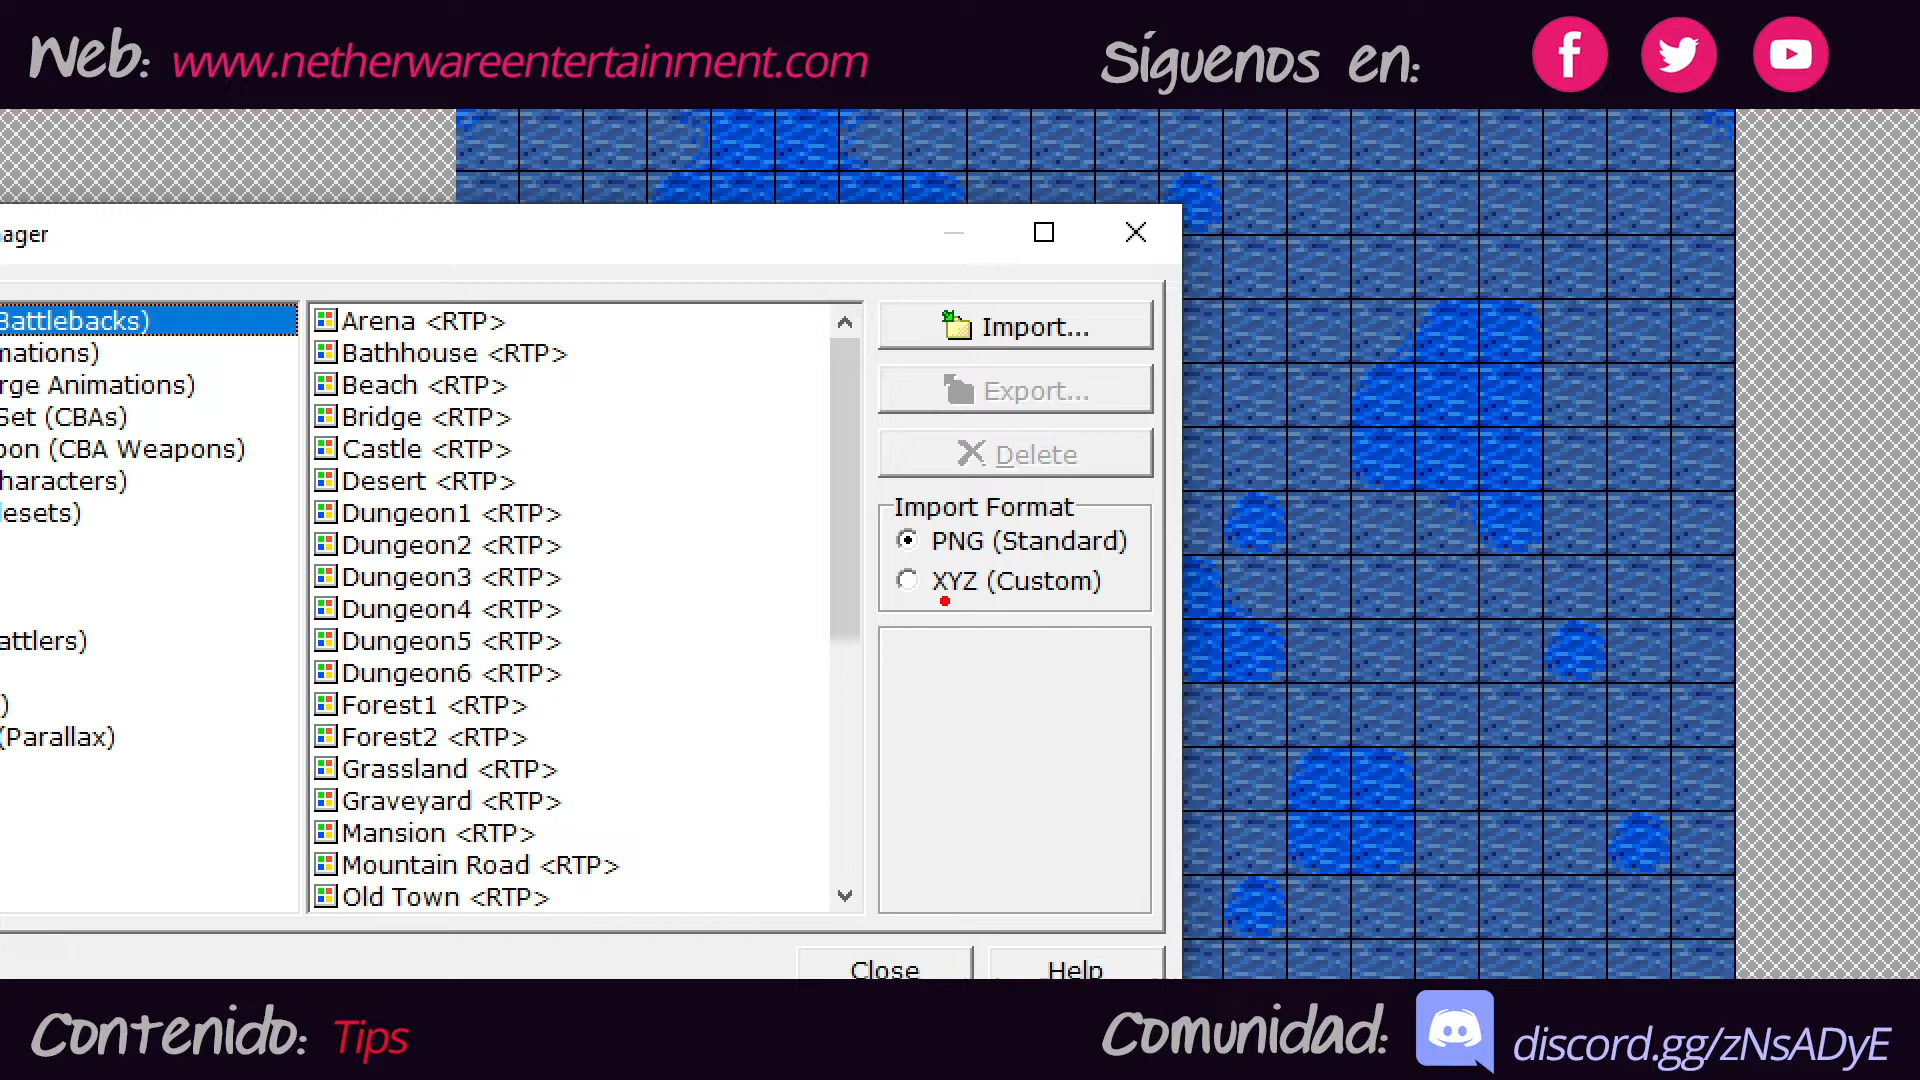 Web: www.netherwareentertainment.com
Síguenos en:
ager
Battlebacks)
mations)
rge Animations)
Set (CBAs)
pon (CBA Weapons)
haracters)
lesets)
attlers)
)
(Parallax)
Arena <RTP>
Bathhouse <RTP>
Beach <RTP>
Bridge <RTP>
Castle <RTP>
Desert <RTP>
Dungeon1 <RTP>
Dungeon2 <RTP>
Dungeon3 <RTP>
Dungeon4 <RTP>
Dungeon5 <RTP>
Dungeon6 <RTP>
Forest1 <RTP>
Forest2 <RTP>
Grassland <RTP>
Graveyard <RTP>
Mansion <RTP>
Mountain Road <RTP>
Old Town <RTP>
Import...
Export...
Delete
Import Format
PNG (Standard)
XYZ (Custom)
Close
Help
Contenido: Tips
Comunidad: discord.gg/zNsADyE